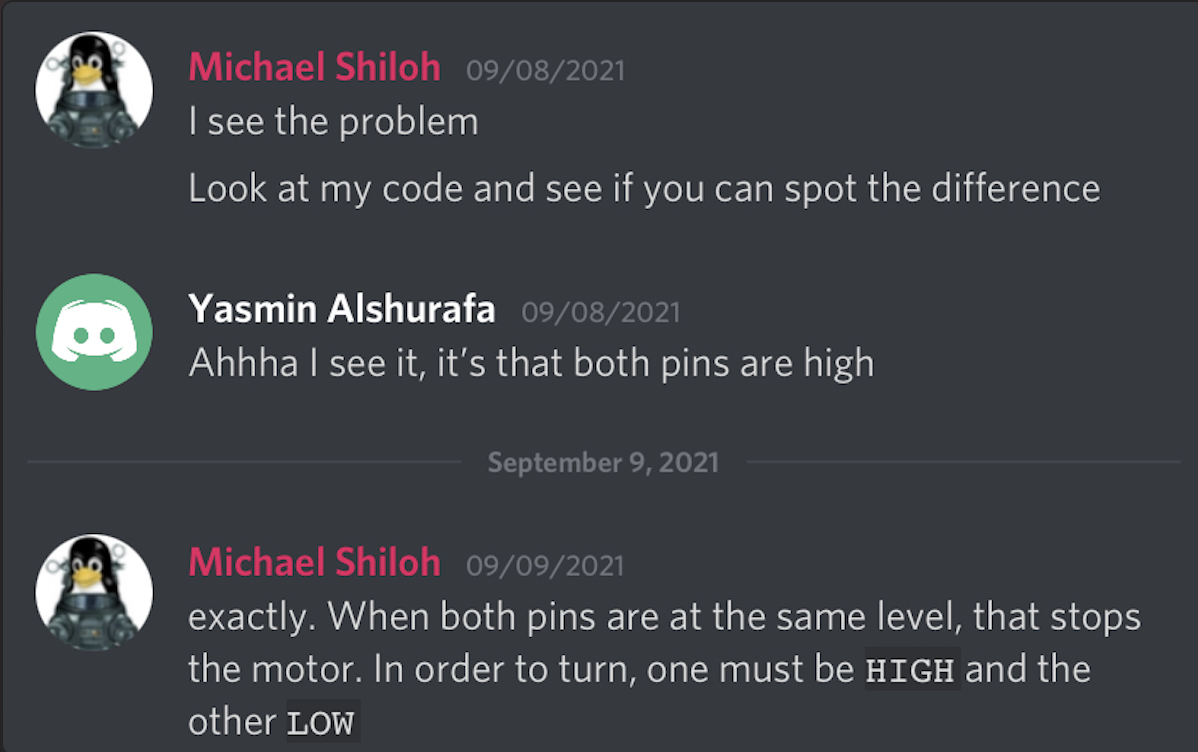 Michael Shiloh 09/08/2021
I see the problem
Look at my code and see if you can spot the difference
Yasmin Alshurafa 09/08/2021
Ahhha I see it, it’s that both pins are high
September 9, 2021
Michael Shiloh 09/09/2021
exactly. When both pins are at the same level, that stops
the motor. In order to turn, one must be HIGH and the
other LOW